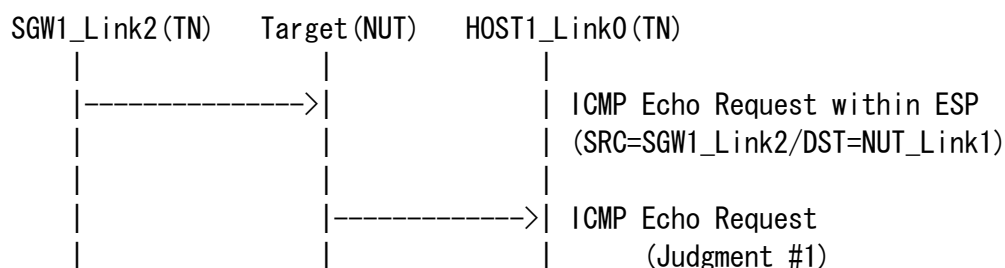 SGW1_Link2(TN) Target(NUT) HOST1_Link0(TN)
| | |
|--------------->| | ICMP Echo Request within ESP
| | | (SRC=SGW1_Link2/DST=NUT_Link1)
| | |
| |------------->| ICMP Echo Request
| | | (Judgment #1)